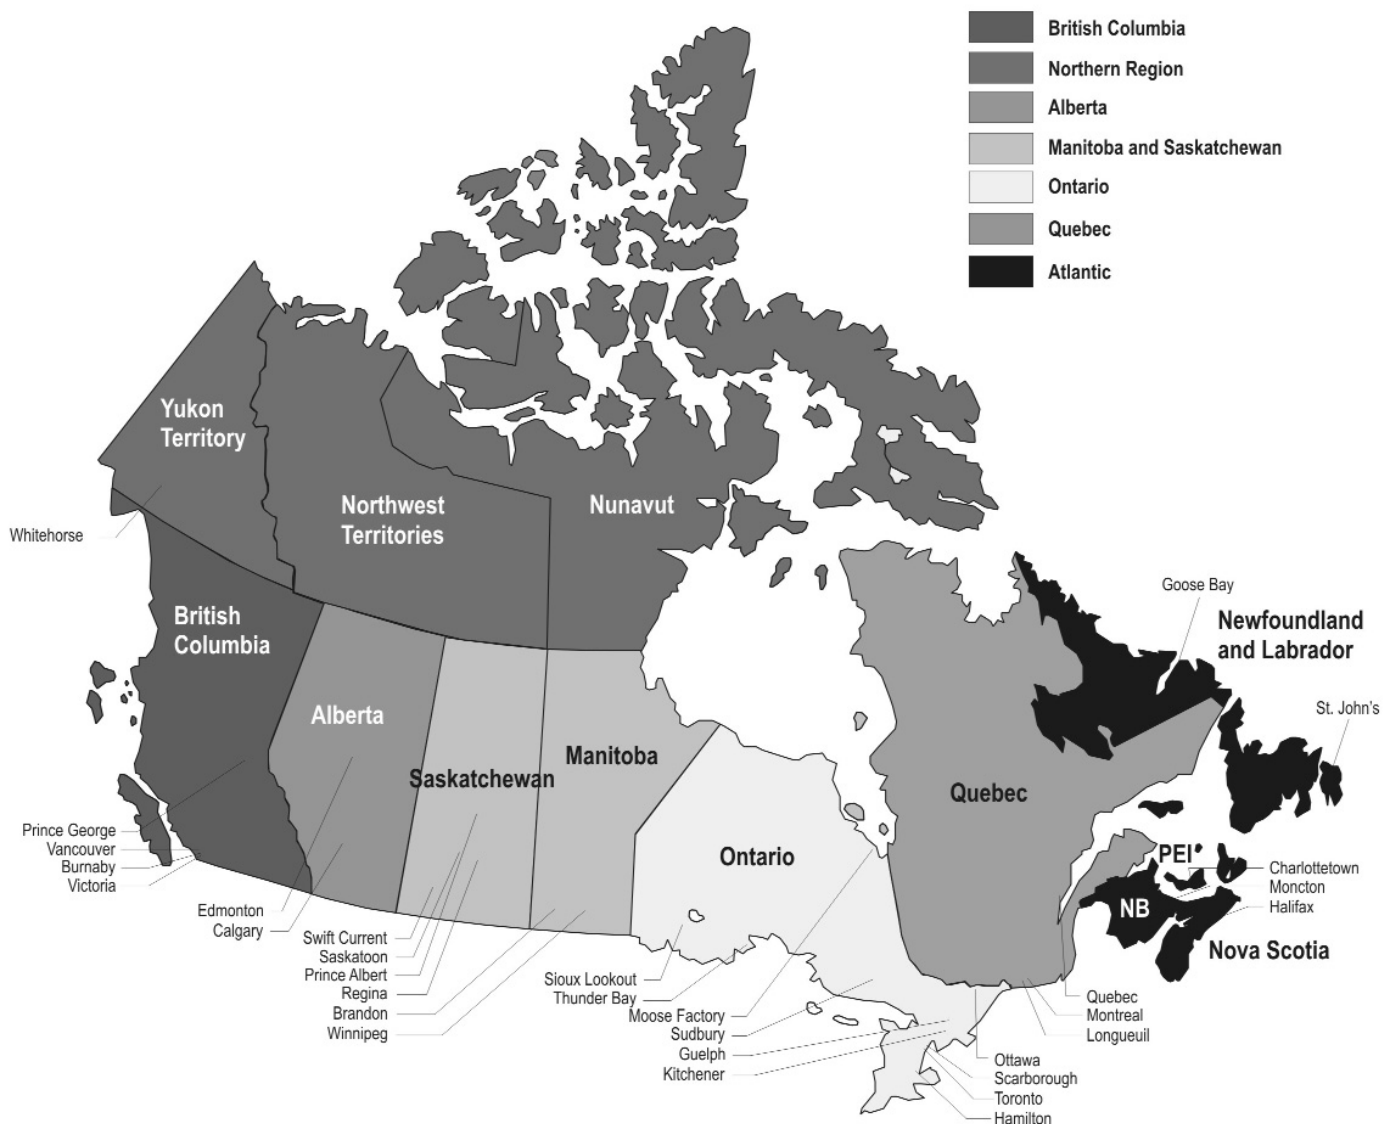 British Columbia
Northern Region
Alberta
Manitoba and Saskatchewan
Ontario
Quebec
Atlantic
Yukon
Territory
Northwest
Territories
Nunavut
Whitehorse
British
Columbia
Goose Bay
Newfoundland
and Labrador
St. John's
Alberta
Saskatchewan
Manitoba
Quebec
Ontario
Prince George
Vancouver
Burnaby
Victoria
PEI
Charlottetown
Moncton
Halifax
NB
Nova Scotia
Edmonton
Calgary
Swift Current
Saskatoon
Prince Albert
Regina
Brandon
Winnipeg
Sioux Lookout
Thunder Bay
Moose Factory
Sudbury
Guelph
Kitchener
Quebec
Montreal
Longueuil
Ottawa
Scarborough
Toronto
Hamilton